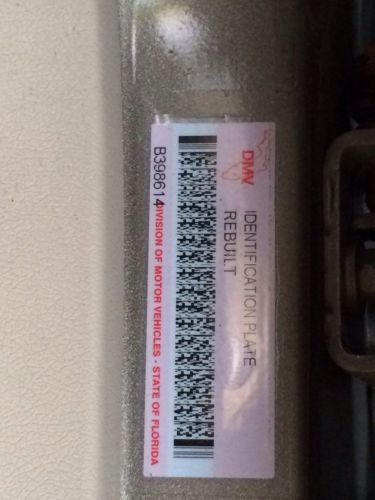 DMV
IDENTIFICATION PLATE
REBUILT
B398614
DIVISION OF MOTOR VEHICLES - STATE OF FLORIDA